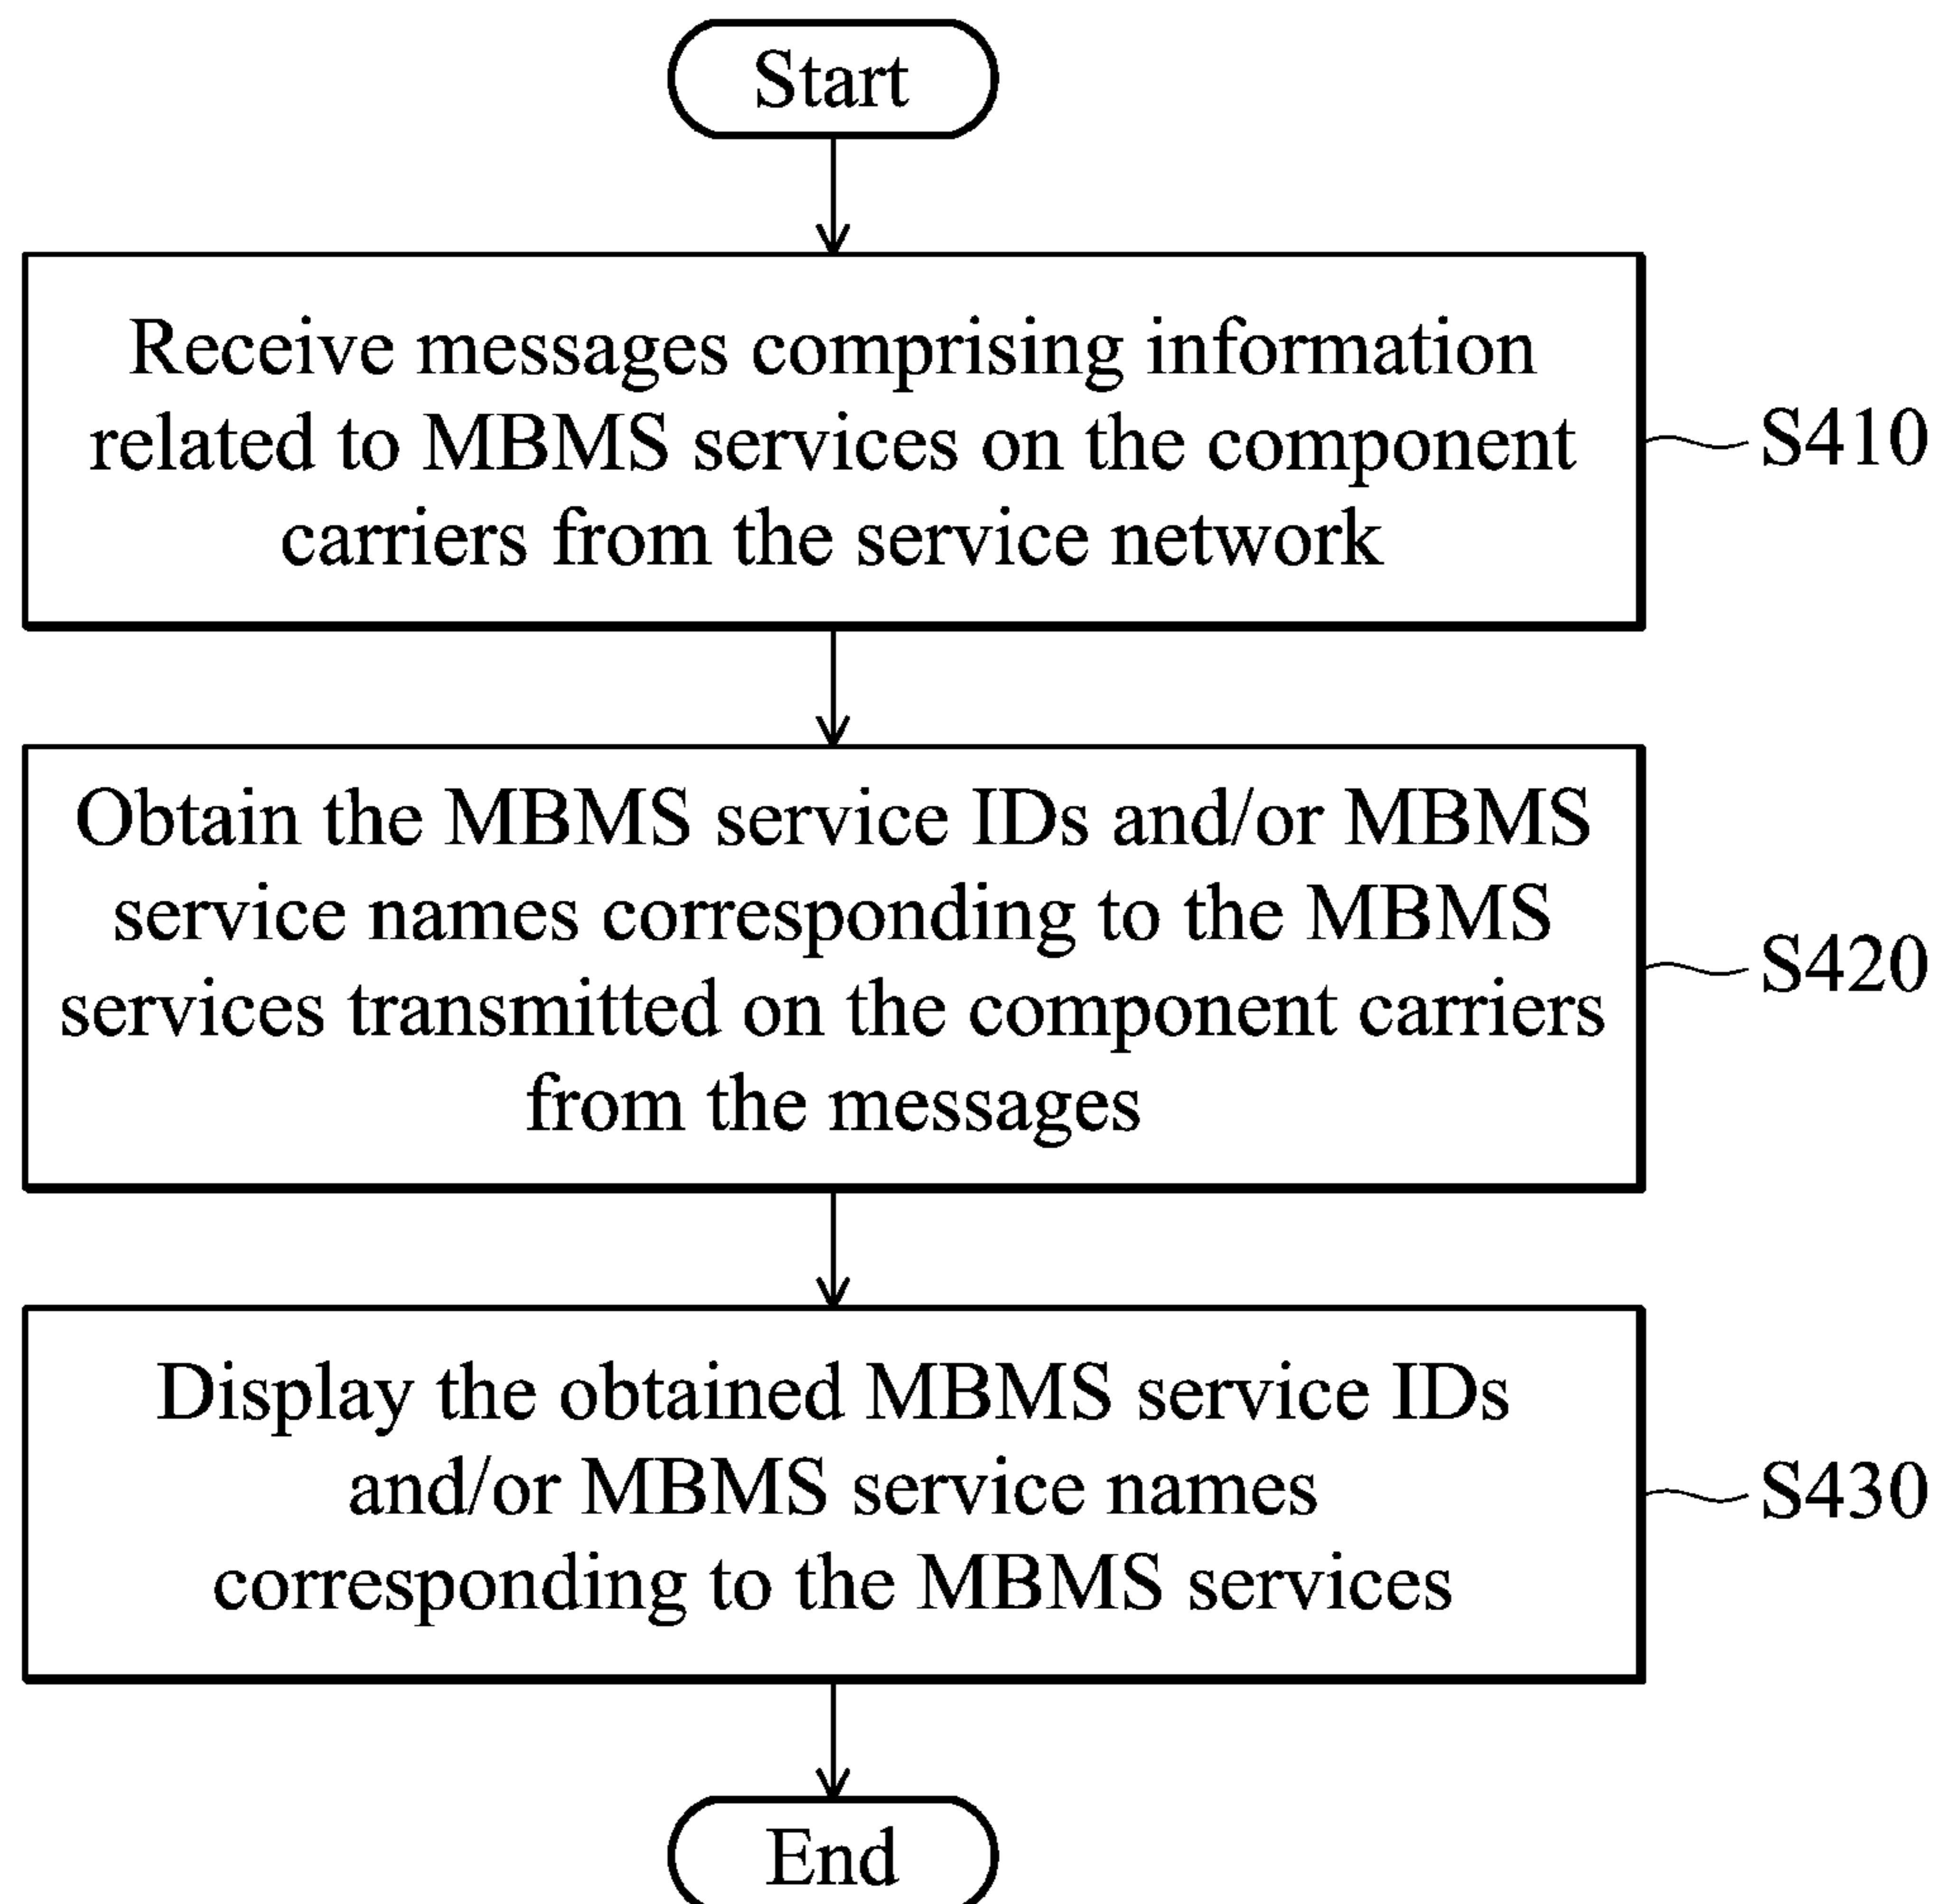 Start
Receive messages comprising information
related to MBMS services on the component
carriers from the service network
S410
Obtain the MBMS service IDs and/or MBMS
service names corresponding to the MBMS
services transmitted on the component carriers
from the messages
S420
Display the obtained MBMS service IDs
and/or MBMS service names
corresponding to the MBMS services
S430
End